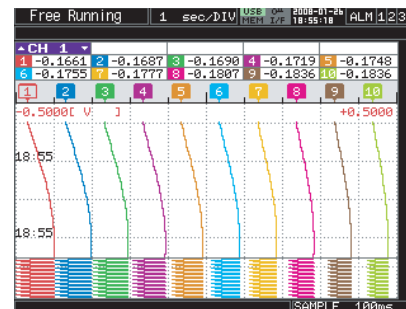 Free Running 1 sec/DIV USB MEM I/F 2008-01-26 18:55:18 ALM 1 2 3
CH 1
1 -0.1661 2 -0.1687 3 -0.1690 4 -0.1719 5 -0.1748
6 -0.1755 7 -0.1777 8 -0.1807 9 -0.1836 10 -0.1836
1 2 3 4 5 6 7 8 9 10
-0.5000[ V ] +0.5000
18:55
18:55
SAMPLE 100ms